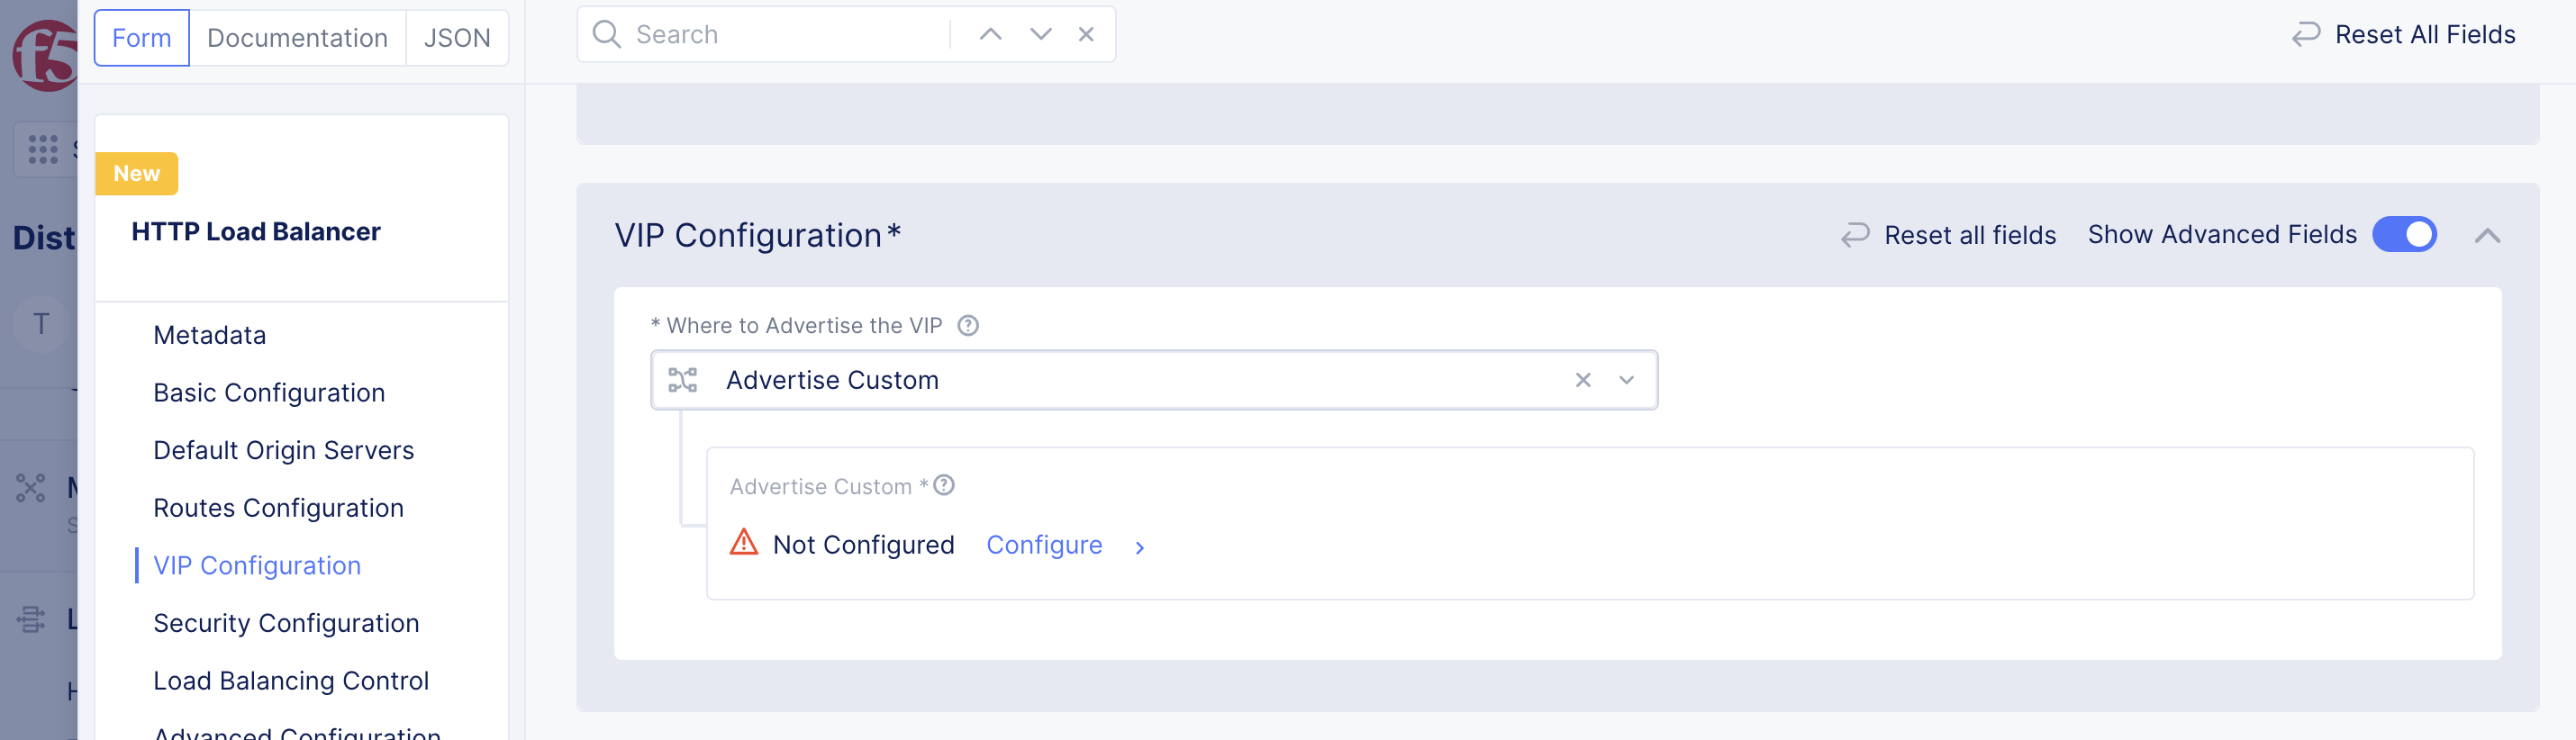 Form
Documentation
JSON
Search
Reset All Fields
f5
New
HTTP Load Balancer
Dist
T
Metadata
Basic Configuration
Default Origin Servers
Routes Configuration
VIP Configuration
Security Configuration
Load Balancing Control
Advanced Configuration
VIP Configuration*
Reset all fields
Show Advanced Fields
* Where to Advertise the VIP
Advertise Custom
Advertise Custom *
Not Configured
Configure